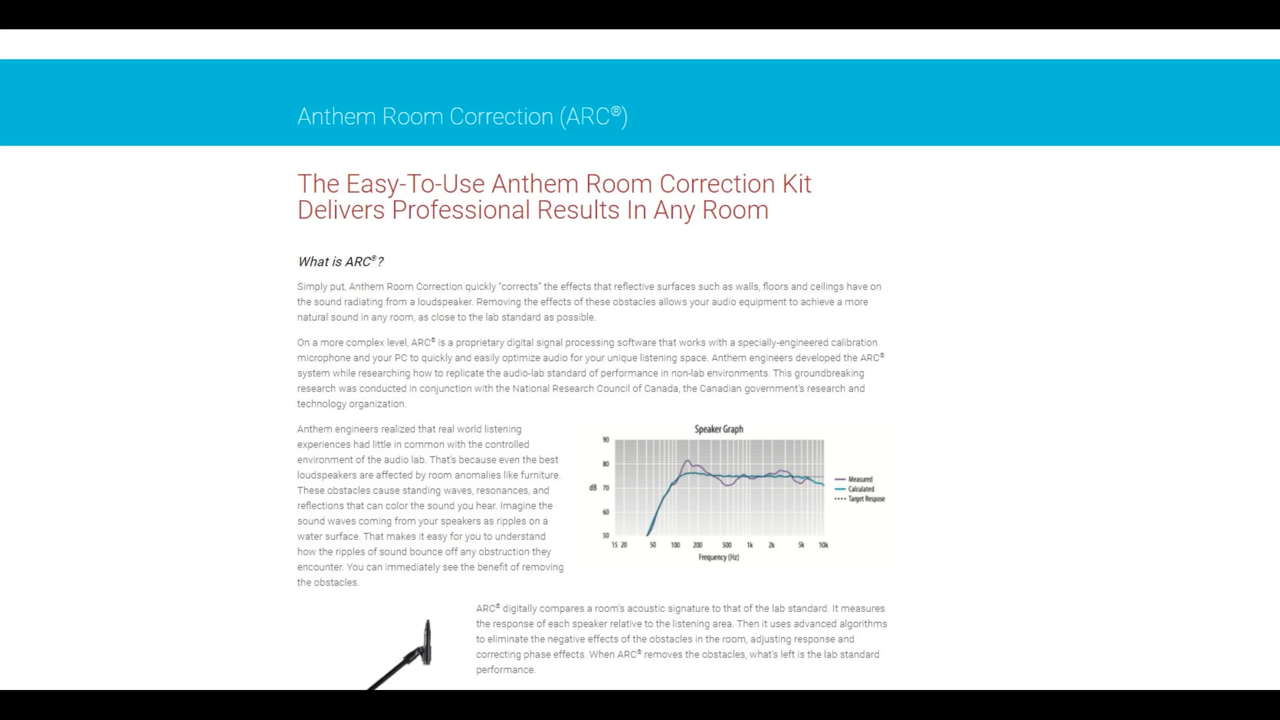 Anthem Room Correction (ARC®)
The Easy-To-Use Anthem Room Correction Kit
Delivers Professional Results In Any Room
What is ARC®?
Simply put, Anthem Room Correction quickly "corrects" the effects that reflective surfaces such as walls, floors and ceilings have on
the sound radiating from a loudspeaker. Removing the effects of these obstacles allows your audio equipment to achieve a more
natural sound in any room, as close to the lab standard as possible.
On a more complex level, ARC® is a proprietary digital signal processing software that works with a specially-engineered calibration
microphone and your PC to quickly and easily optimize audio for your unique listening space. Anthem engineers developed the ARC®
system while researching how to replicate the audio-lab standard of performance in non-lab environments. This groundbreaking
research was conducted in conjunction with the National Research Council of Canada, the Canadian government's research and
technology organization.
Anthem engineers realized that real world listening
experiences had little in common with the controlled
environment of the audio lab. That's because even the best
loudspeakers are affected by room anomalies like furniture.
These obstacles cause standing waves, resonances, and
reflections that can color the sound you hear. Imagine the
sound waves coming from your speakers as ripples on a
water surface. That makes it easy for you to understand
how the ripples of sound bounce off any obstruction they
encounter. You can immediately see the benefit of removing
the obstacles.
Speaker Graph
90
80
dB 70
60
50
15 20 50 100 200 500 1k 2k 5k 10k
Frequency (Hz)
Measured
Calculated
Target Respose
ARC® digitally compares a room's acoustic signature to that of the lab standard. It measures
the response of each speaker relative to the listening area. Then it uses advanced algorithms
to eliminate the negative effects of the obstacles in the room, adjusting response and
correcting phase effects. When ARC® removes the obstacles, what's left is the lab standard
performance.